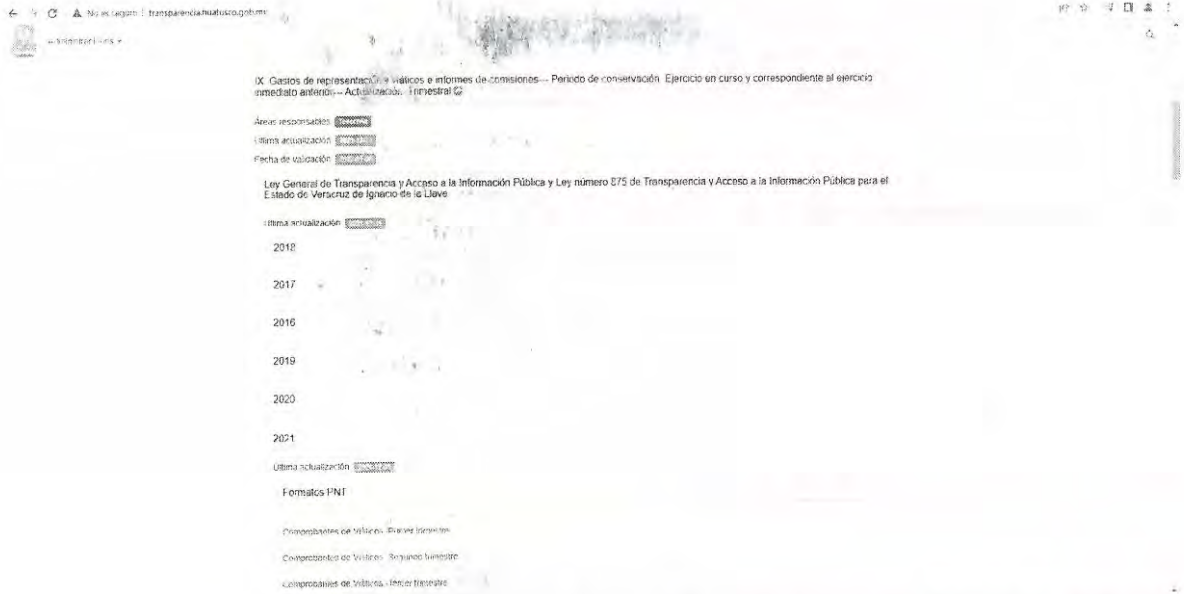 No es seguro | transparencia.huatusco.gob.mx
IX. Gastos de representación y viáticos e informes de comisiones --- Periodo de conservación: Ejercicio en curso y correspondiente al ejercicio
inmediato anterior --- Actualización: Trimestral
Áreas responsables Tesorería
Última actualización
Fecha de validación
Ley General de Transparencia y Acceso a la Información Pública y Ley número 875 de Transparencia y Acceso a la Información Pública para el
Estado de Veracruz de Ignacio de la Llave
Última actualización
2018
2017
2016
2019
2020
2021
Última actualización
Formatos PNT
Comprobantes de Viáticos - Primer trimestre
Comprobantes de Viáticos - Segundo trimestre
Comprobantes de Viáticos - Tercer trimestre